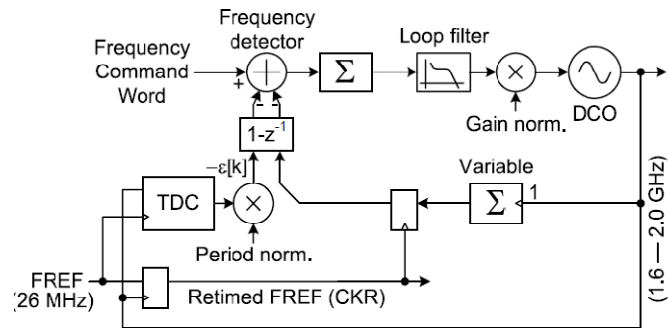 Frequency
detector
Loop filter
Frequency
Command
Word
+
+
Σ
×
DCO
- -
Gain norm.
1-z⁻¹
−ε[k]
Variable
TDC
×
Σ
1
Period norm.
FREF
(26 MHz)
Retimed FREF (CKR)
(1.6 — 2.0 GHz)